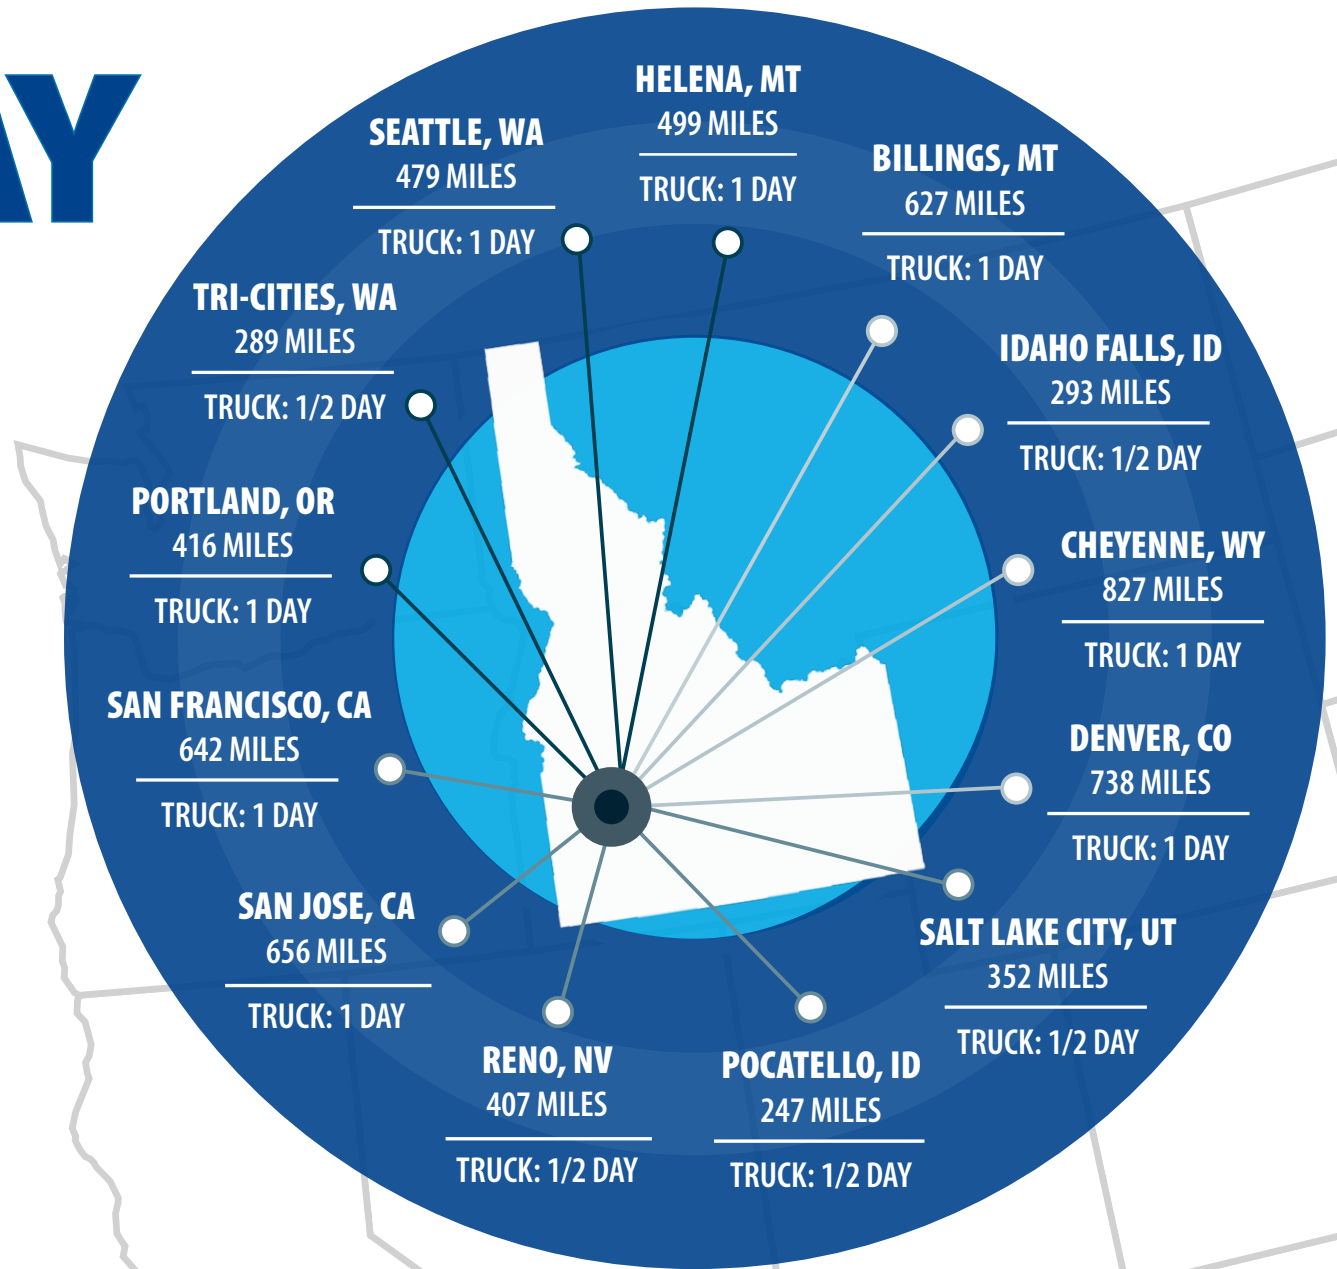 AY
HELENA, MT
499 MILES
TRUCK: 1 DAY
SEATTLE, WA
479 MILES
TRUCK: 1 DAY
BILLINGS, MT
627 MILES
TRUCK: 1 DAY
TRI-CITIES, WA
289 MILES
TRUCK: 1/2 DAY
IDAHO FALLS, ID
293 MILES
TRUCK: 1/2 DAY
PORTLAND, OR
416 MILES
TRUCK: 1 DAY
CHEYENNE, WY
827 MILES
TRUCK: 1 DAY
SAN FRANCISCO, CA
642 MILES
TRUCK: 1 DAY
DENVER, CO
738 MILES
TRUCK: 1 DAY
SAN JOSE, CA
656 MILES
TRUCK: 1 DAY
SALT LAKE CITY, UT
352 MILES
TRUCK: 1/2 DAY
RENO, NV
407 MILES
TRUCK: 1/2 DAY
POCATELLO, ID
247 MILES
TRUCK: 1/2 DAY